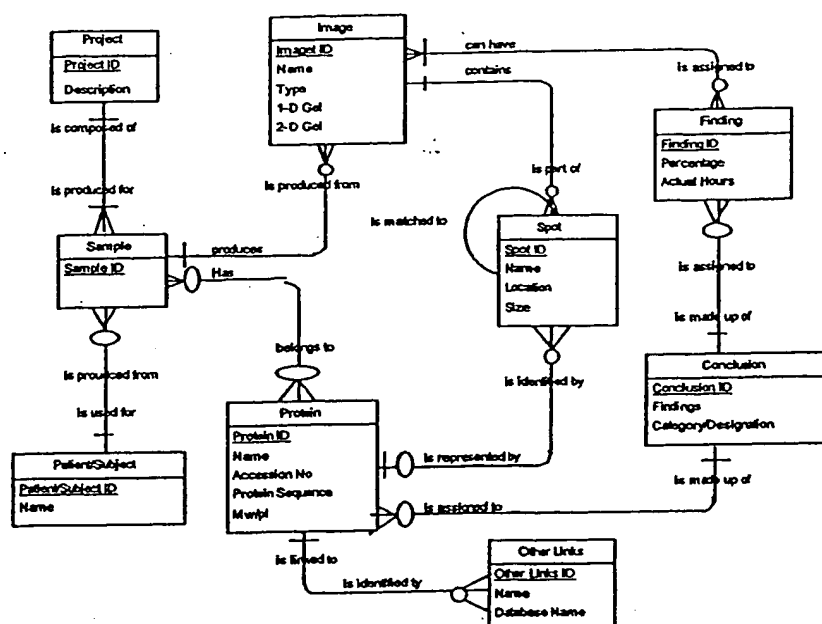 Project
Project ID
Description
is composed of
is produced for
Image
Imaget ID
Name
Type
1-D Gel
2-D Gel
can have
contains
is assigned to
Finding
Finding ID
Percentage
Actual Hours
is produced from
is part of
is matched to
Sample
Sample ID
produces
Has
Spot
Spot ID
Name
Location
Size
is assigned to
is made up of
belongs to
is identified by
is produced from
is used for
Conclusion
Conclusion ID
Findings
Category/Designation
Protein
Protein ID
Name
Accession No
Protein Sequence
Mw/pI
is represented by
is assigned to
is made up of
Patient/Subject
Patient/Subject ID
Name
is linked to
is identified by
Other Links
Other Links ID
Name
Database Name